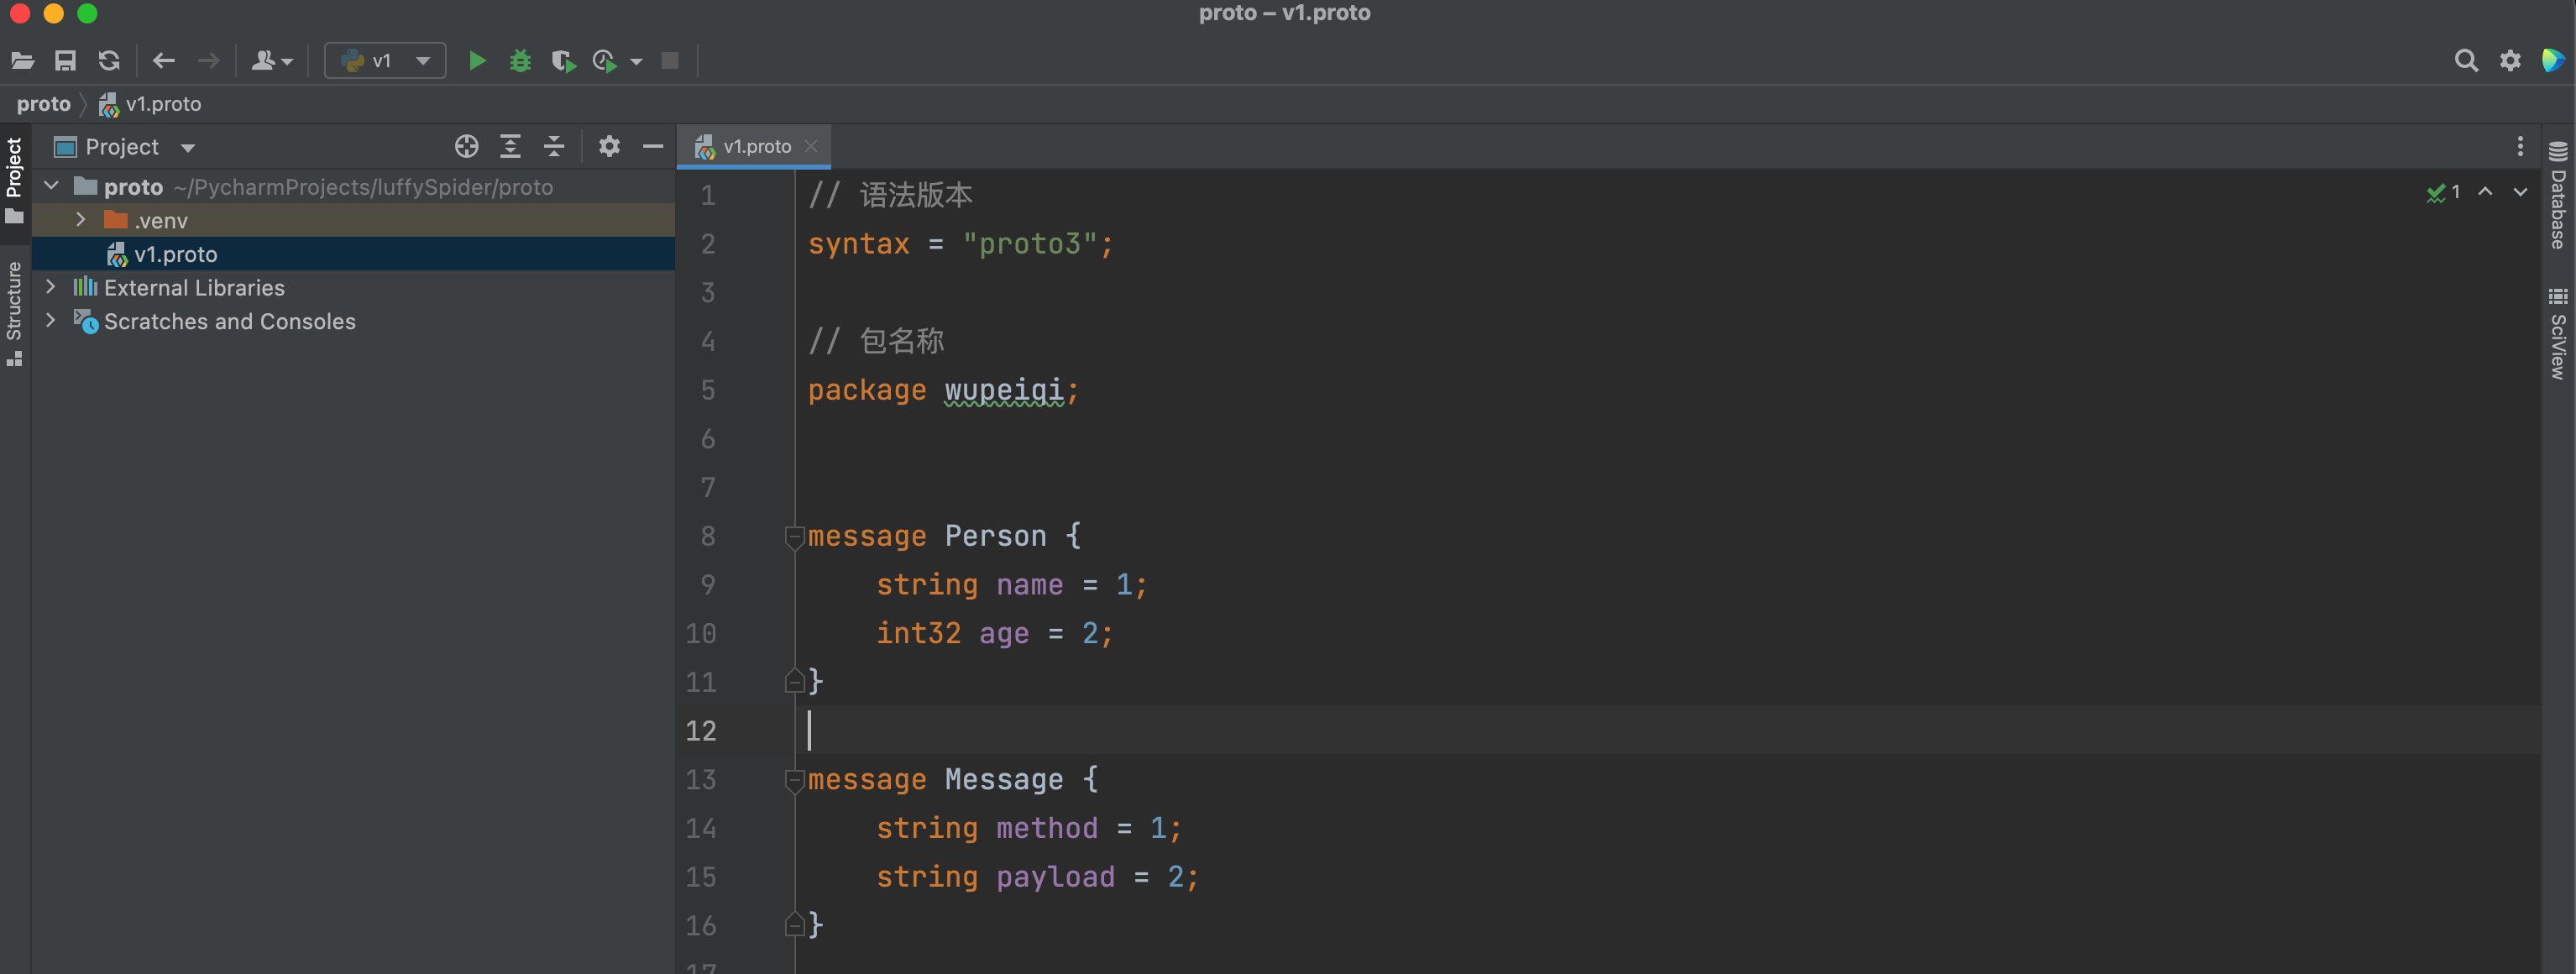 proto – v1.proto
v1
proto
v1.proto
Project
Project
v1.proto
proto ~/PycharmProjects/luffySpider/proto
.venv
v1.proto
External Libraries
Scratches and Consoles
Structure
1 // 语法版本
2 syntax = "proto3";
3
4 // 包名称
5 package wupeiqi;
6
7
8 message Person {
9 string name = 1;
10 int32 age = 2;
11 }
12
13 message Message {
14 string method = 1;
15 string payload = 2;
16 }
17
1
Database
SciView